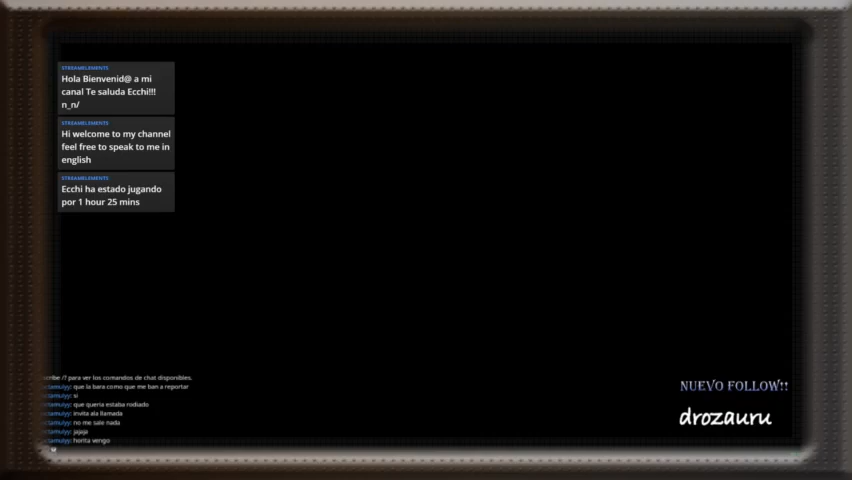 STREAMELEMENTS
Hola Bienvenid@ a mi
canal Te saluda Ecchi!!!
n_n/
STREAMELEMENTS
Hi welcome to my channel
feel free to speak to me in
english
STREAMELEMENTS
Ecchi ha estado jugando
por 1 hour 25 mins
/? para ver los comandos de chat disponibles.
que la bara como que me ban a reportar
si
que queria estaba rodiado
invita ala llamada
no me sale nada
jajaja
horita vengo
NUEVO FOLLOW!!
drozauru